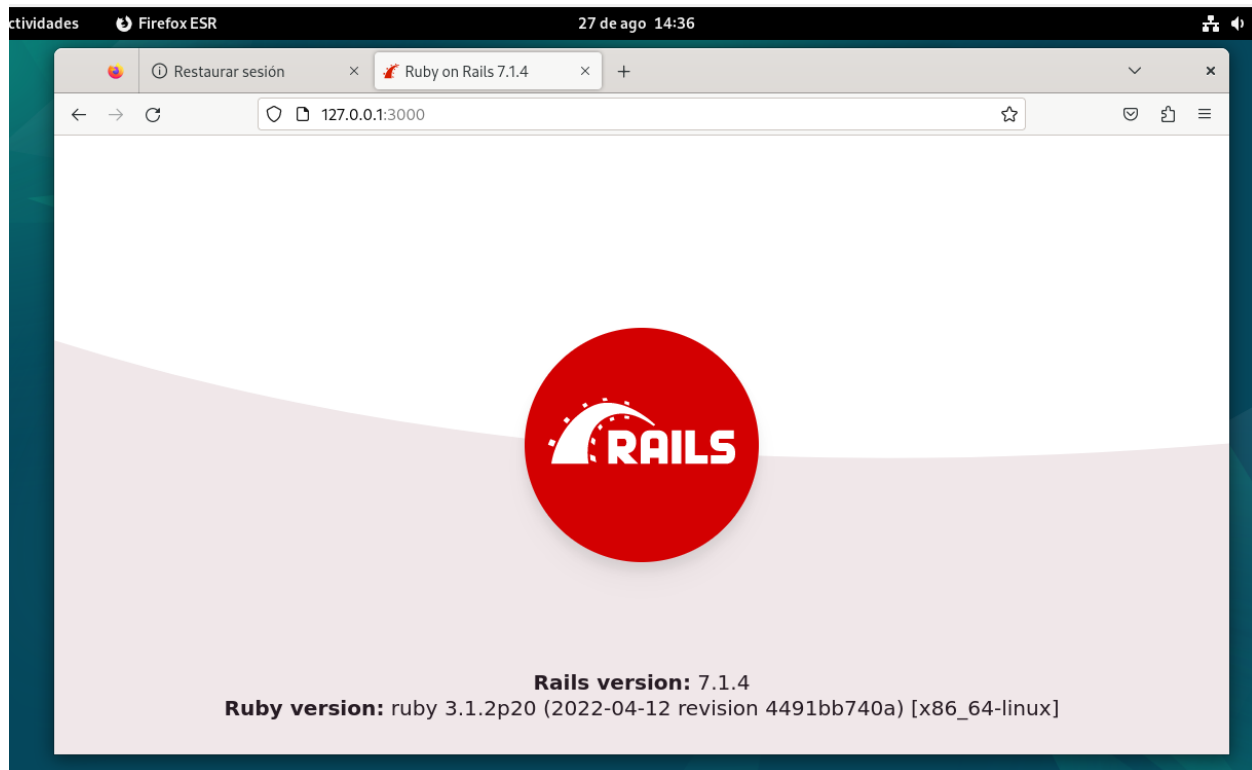 ctividades Firefox ESR 27 de ago 14:36
Restaurar sesión Ruby on Rails 7.1.4
127.0.0.1:3000
RAILS
Rails version: 7.1.4
Ruby version: ruby 3.1.2p20 (2022-04-12 revision 4491bb740a) [x86_64-linux]